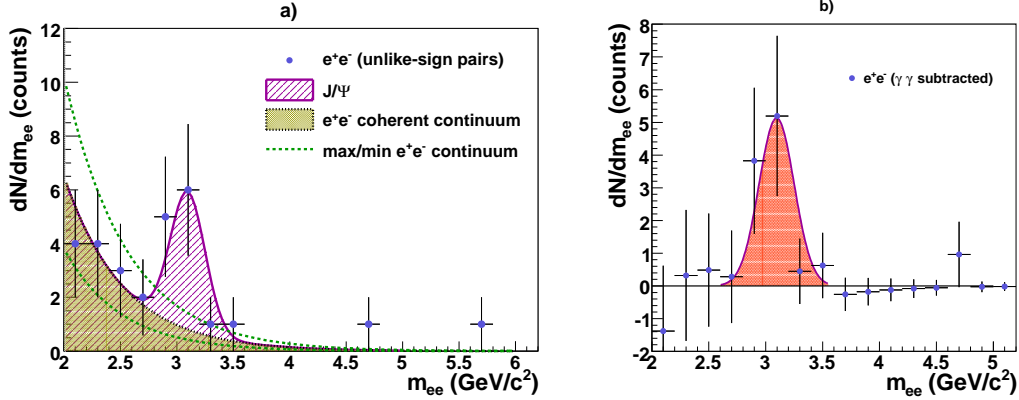 a)
dN/dm_ee (counts)
14
12
10
8
6
4
2
0
e⁺e⁻ (unlike-sign pairs)
J/Ψ
e⁺e⁻ coherent continuum
max/min e⁺e⁻ continuum
2 2.5 3 3.5 4 4.5 5 5.5 6
m_ee (GeV/c²)
b)
dN/dm_ee (counts)
8
7
6
5
4
3
2
1
0
-1
-2
e⁺e⁻ (γ γ subtracted)
2 2.5 3 3.5 4 4.5 5
m_ee (GeV/c²)